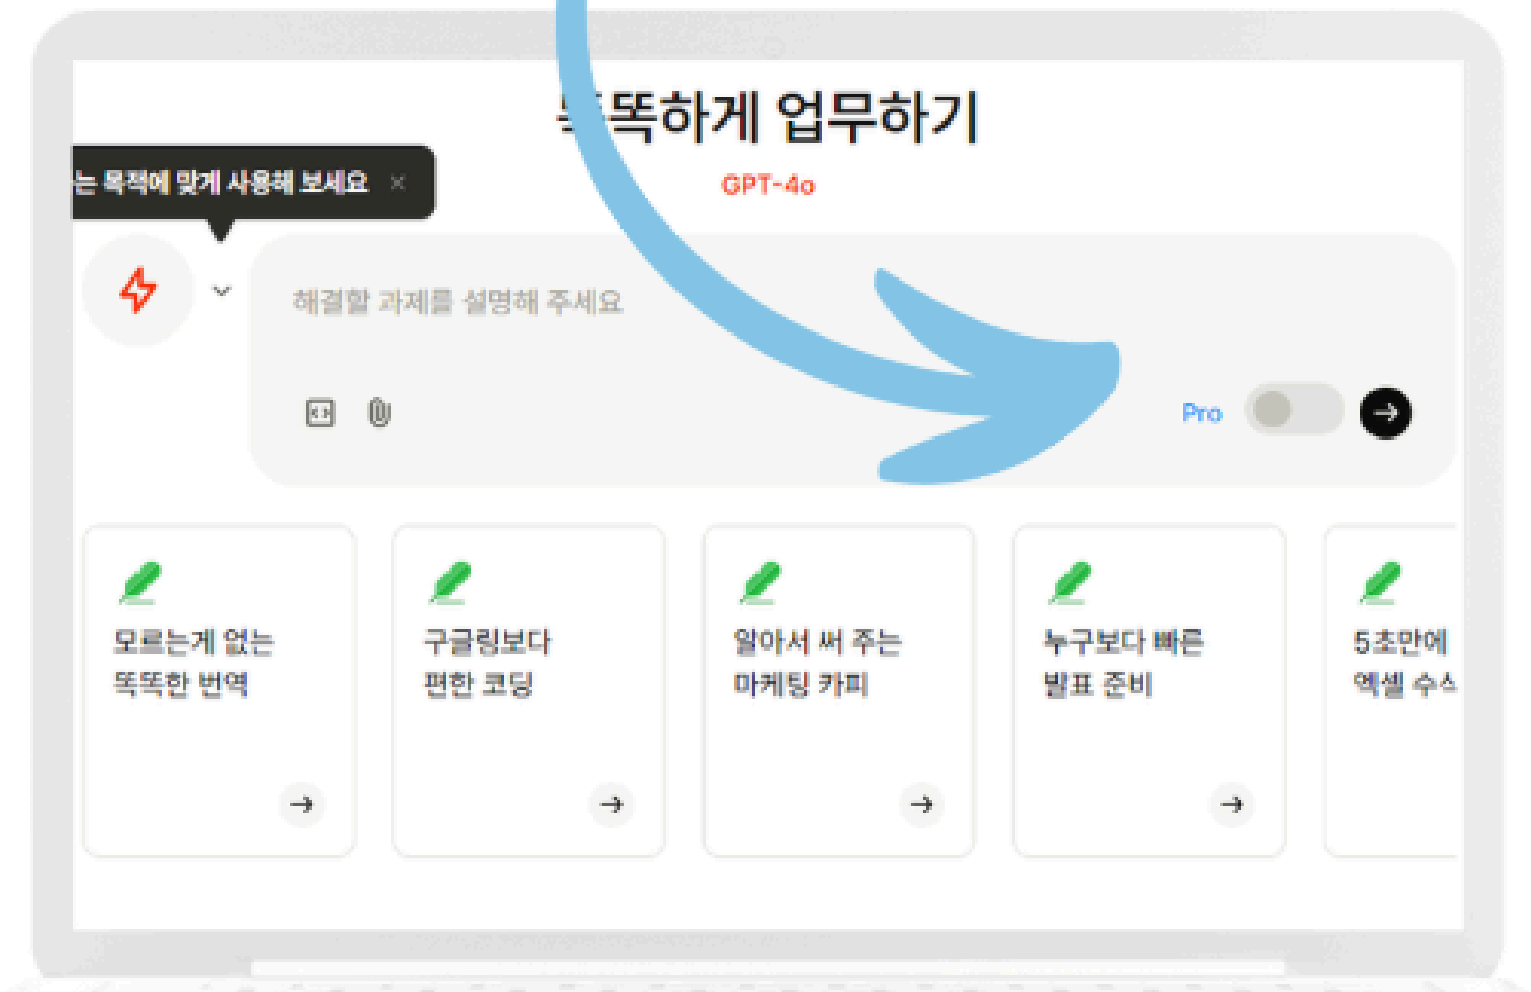 똑똑하게 업무하기
는 목적에 맞게 사용해 보세요
GPT-4o
해결할 과제를 설명해 주세요
Pro
모르는게 없는
똑똑한 번역
구글링보다
편한 코딩
알아서 써 주는
마케팅 카피
누구보다 빠른
발표 준비
5초만에
엑셀 수식